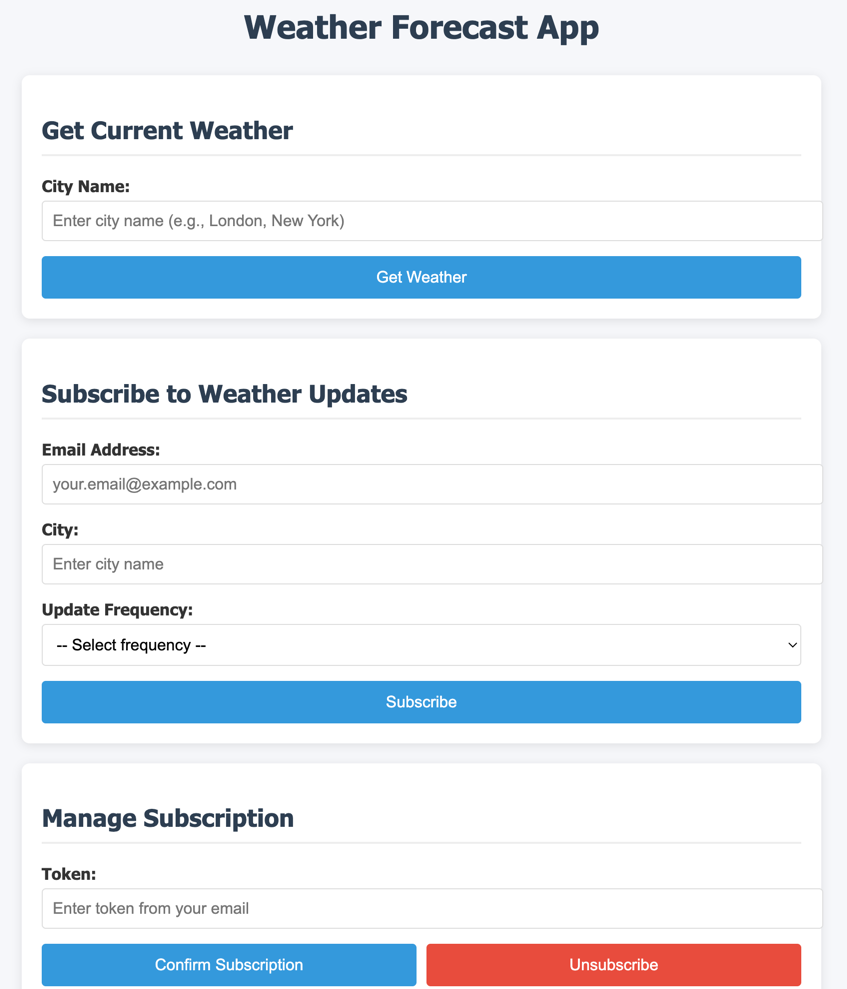 Weather Forecast App
Get Current Weather
City Name:
Enter city name (e.g., London, New York)
Get Weather
Subscribe to Weather Updates
Email Address:
your.email@example.com
City:
Enter city name
Update Frequency:
-- Select frequency --
Subscribe
Manage Subscription
Token:
Enter token from your email
Confirm Subscription
Unsubscribe